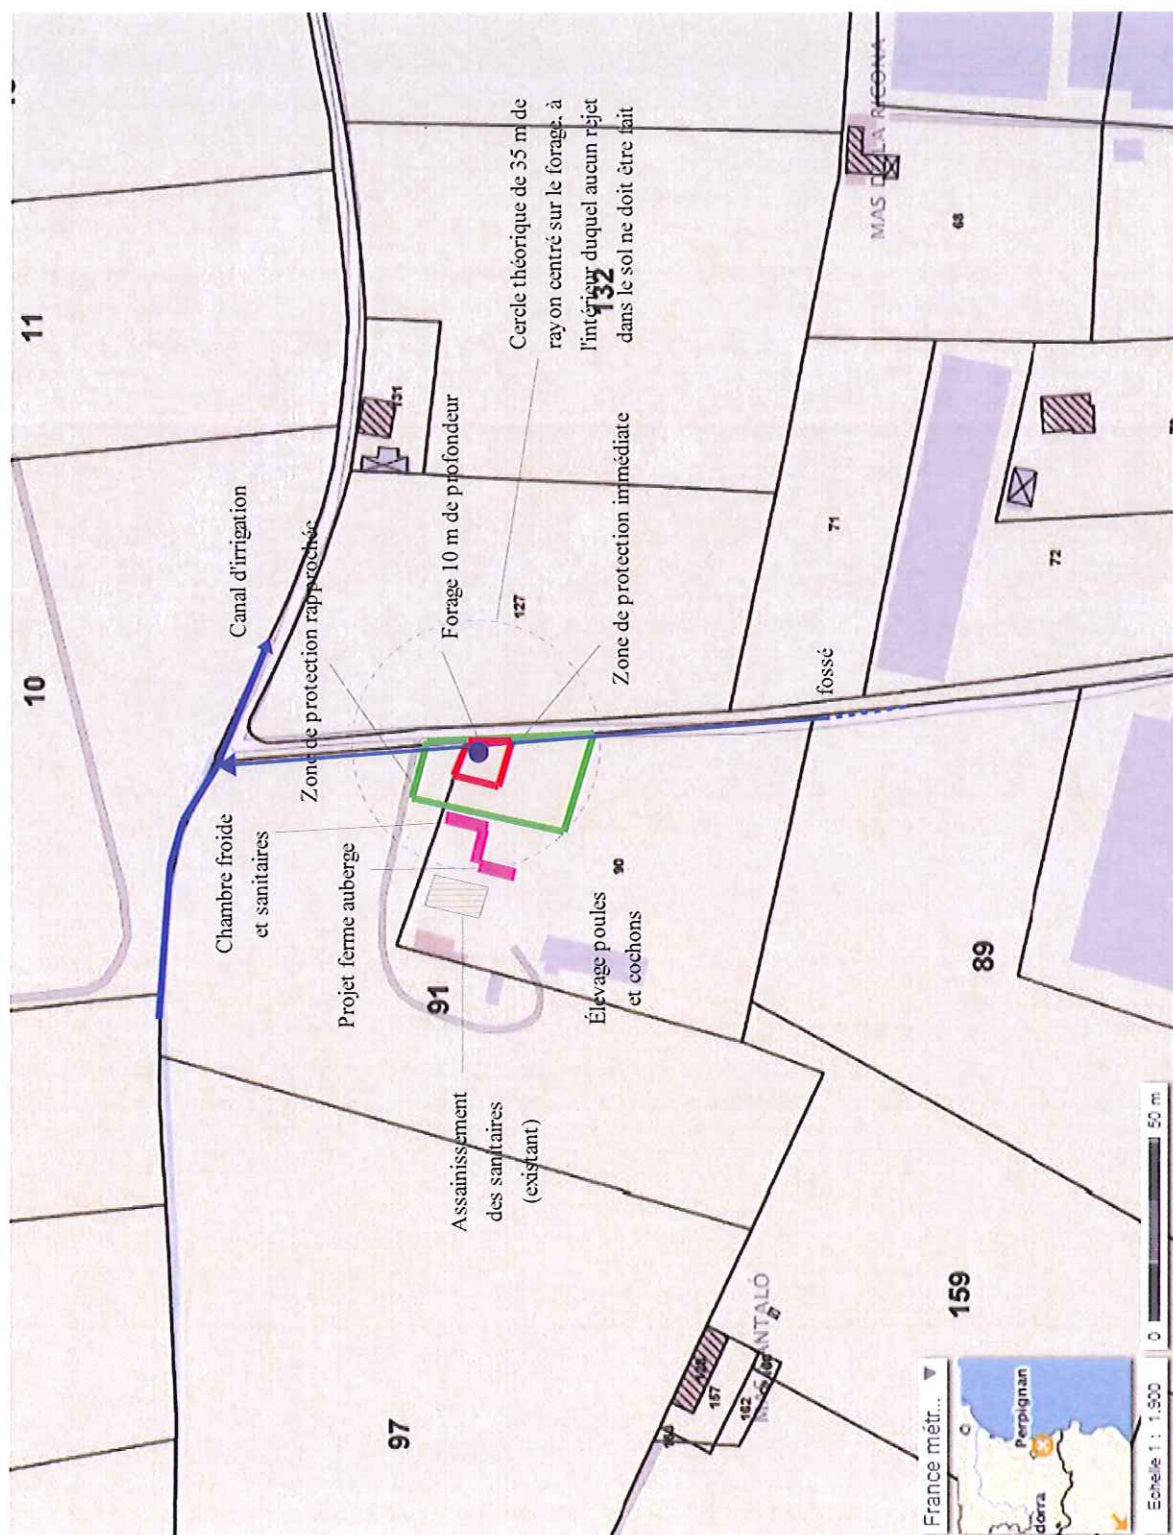 11
10
Canal d'irrigation
Zone de protection rapprochée
Forage 10 m de profondeur
Cercle théorique de 35 m de
rayon centré sur le forage, à
l'intérieur duquel aucun rejet
dans le sol ne doit être fait
132
131
127
Zone de protection immédiate
MAS D LA RICONA
68
71
72
fossé
Chambre froide
et sanitaires
Projet ferme auberge
90
Élevage poules
et cochons
91
89
Assainissement
des sanitaires
(existant)
97
159
157
162
France métr...
Perpignan
dorra
Echelle 1 : 1.900
0
50 m